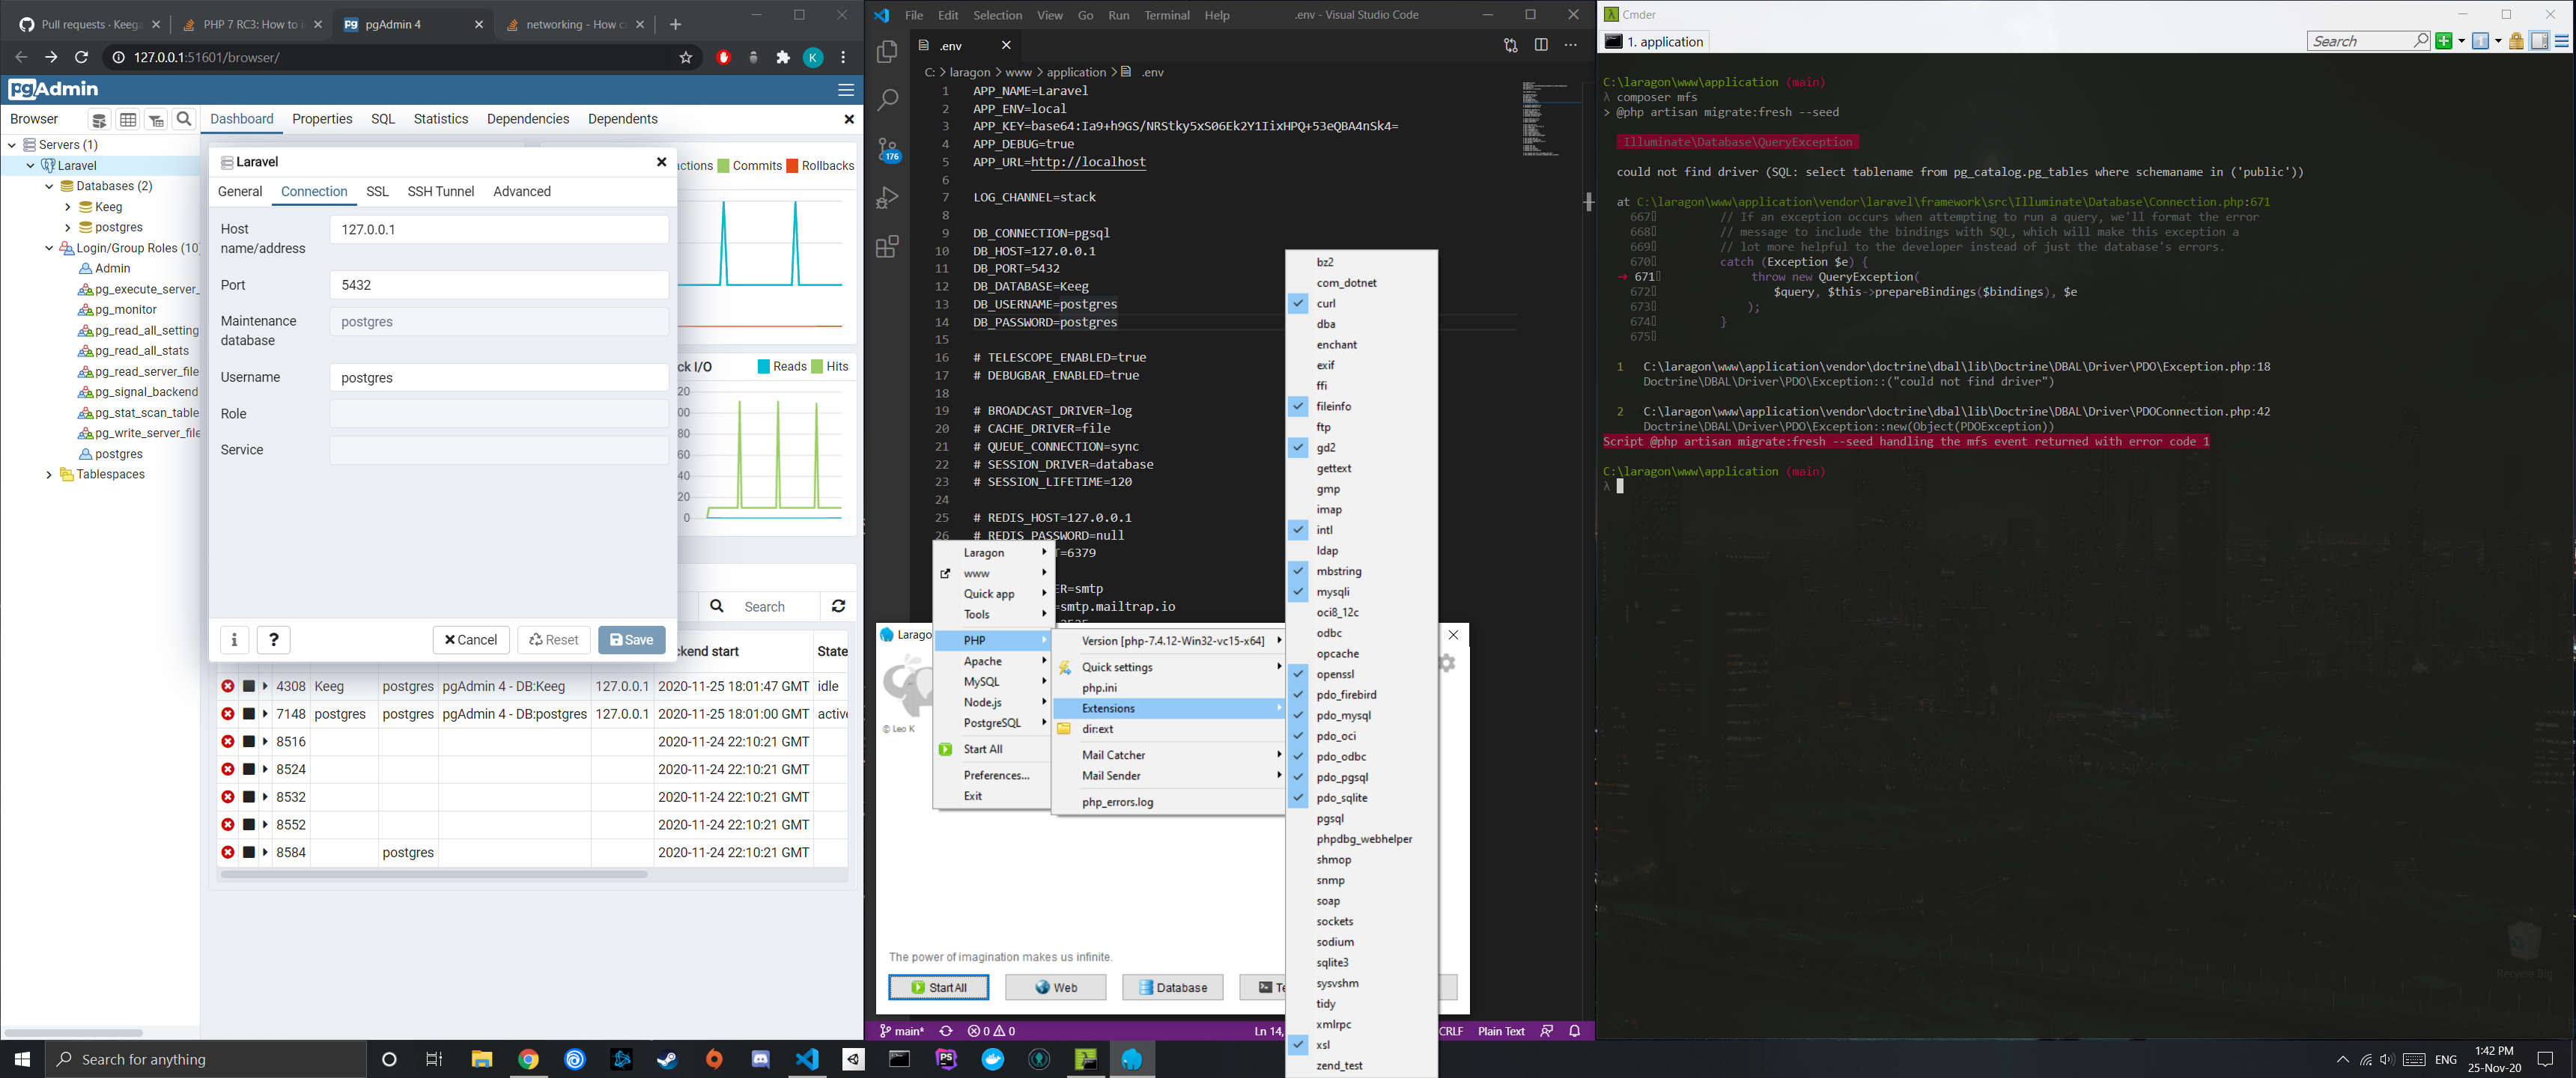 Pull requests · Keega
PHP 7 RC3: How to i
pgAdmin 4
networking - How c
127.0.0.1:51601/browser/
K
pgAdmin
Browser
Dashboard Properties SQL Statistics Dependencies Dependents
Servers (1)
Laravel
Databases (2)
Keeg
postgres
Login/Group Roles (10)
Admin
pg_execute_server_
pg_monitor
pg_read_all_setting
pg_read_all_stats
pg_read_server_file
pg_signal_backend
pg_stat_scan_table
pg_write_server_file
postgres
Tablespaces
Laravel
General Connection SSL SSH Tunnel Advanced
Host name/address
127.0.0.1
Port
5432
Maintenance database
postgres
Username
postgres
Role
Service
i ? Cancel Reset Save
actions Commits Rollbacks
ck I/O Reads Hits
20
00
80
60
40
20
0
Search
ckend start State
4308 Keeg postgres pgAdmin 4 - DB:Keeg 127.0.0.1 2020-11-25 18:01:47 GMT idle
7148 postgres postgres pgAdmin 4 - DB:postgres 127.0.0.1 2020-11-25 18:01:00 GMT active
8516 2020-11-24 22:10:21 GMT
8524 2020-11-24 22:10:21 GMT
8532 2020-11-24 22:10:21 GMT
8552 2020-11-24 22:10:21 GMT
8584 postgres 2020-11-24 22:10:21 GMT
File Edit Selection View Go Run Terminal Help
.env - Visual Studio Code
.env
C: > laragon > www > application > .env
176
1 APP_NAME=Laravel
2 APP_ENV=local
3 APP_KEY=base64:Ia9+h9GS/NRStky5xS06Ek2Y1IixHPQ+53eQBA4nSk4=
4 APP_DEBUG=true
5 APP_URL=http://localhost
6
7 LOG_CHANNEL=stack
8
9 DB_CONNECTION=pgsql
10 DB_HOST=127.0.0.1
11 DB_PORT=5432
12 DB_DATABASE=Keeg
13 DB_USERNAME=postgres
14 DB_PASSWORD=postgres
15
16 # TELESCOPE_ENABLED=true
17 # DEBUGBAR_ENABLED=true
18
19 # BROADCAST_DRIVER=log
20 # CACHE_DRIVER=file
21 # QUEUE_CONNECTION=sync
22 # SESSION_DRIVER=database
23 # SESSION_LIFETIME=120
24
25 # REDIS_HOST=127.0.0.1
26 # REDIS_PASSWORD=null
T=6379
ER=smtp
=smtp.mailtrap.io
Laragon
www
Quick app
Tools
PHP
Apache
MySQL
Node.js
PostgreSQL
Start All
Preferences...
Exit
Version [php-7.4.12-Win32-vc15-x64]
Quick settings
php.ini
Extensions
dir:ext
Mail Catcher
Mail Sender
php_errors.log
bz2
com_dotnet
curl
dba
enchant
exif
ffi
fileinfo
ftp
gd2
gettext
gmp
imap
intl
ldap
mbstring
mysqli
oci8_12c
odbc
opcache
openssl
pdo_firebird
pdo_mysql
pdo_oci
pdo_odbc
pdo_pgsql
pdo_sqlite
pgsql
phpdbg_webhelper
shmop
snmp
soap
sockets
sodium
sqlite3
sysvshm
tidy
xmlrpc
xsl
zend_test
Larago
© Leo K
The power of imagination makes us infinite.
Start All Web Database Te
main* 0 0 Ln 14, CRLF Plain Text
Cmder
1. application
Search
C:\laragon\www\application (main)
λ composer mfs
> @php artisan migrate:fresh --seed
Illuminate\Database\QueryException
could not find driver (SQL: select tablename from pg_catalog.pg_tables where schemaname in ('public'))
at C:\laragon\www\application\vendor\laravel\framework\src\Illuminate\Database\Connection.php:671
667 // If an exception occurs when attempting to run a query, we'll format the error
668 // message to include the bindings with SQL, which will make this exception a
669 // lot more helpful to the developer instead of just the database's errors.
670 catch (Exception $e) {
671 throw new QueryException(
672 $query, $this->prepareBindings($bindings), $e
673 );
674 }
675
1 C:\laragon\www\application\vendor\doctrine\dbal\lib\Doctrine\DBAL\Driver\PDO\Exception.php:18
Doctrine\DBAL\Driver\PDO\Exception::("could not find driver")
2 C:\laragon\www\application\vendor\doctrine\dbal\lib\Doctrine\DBAL\Driver\PDOConnection.php:42
Doctrine\DBAL\Driver\PDO\Exception::new(Object(PDOException))
Script @php artisan migrate:fresh --seed handling the mfs event returned with error code 1
C:\laragon\www\application (main)
λ
Recycle Big
Search for anything
ENG
1:42 PM
25-Nov-20